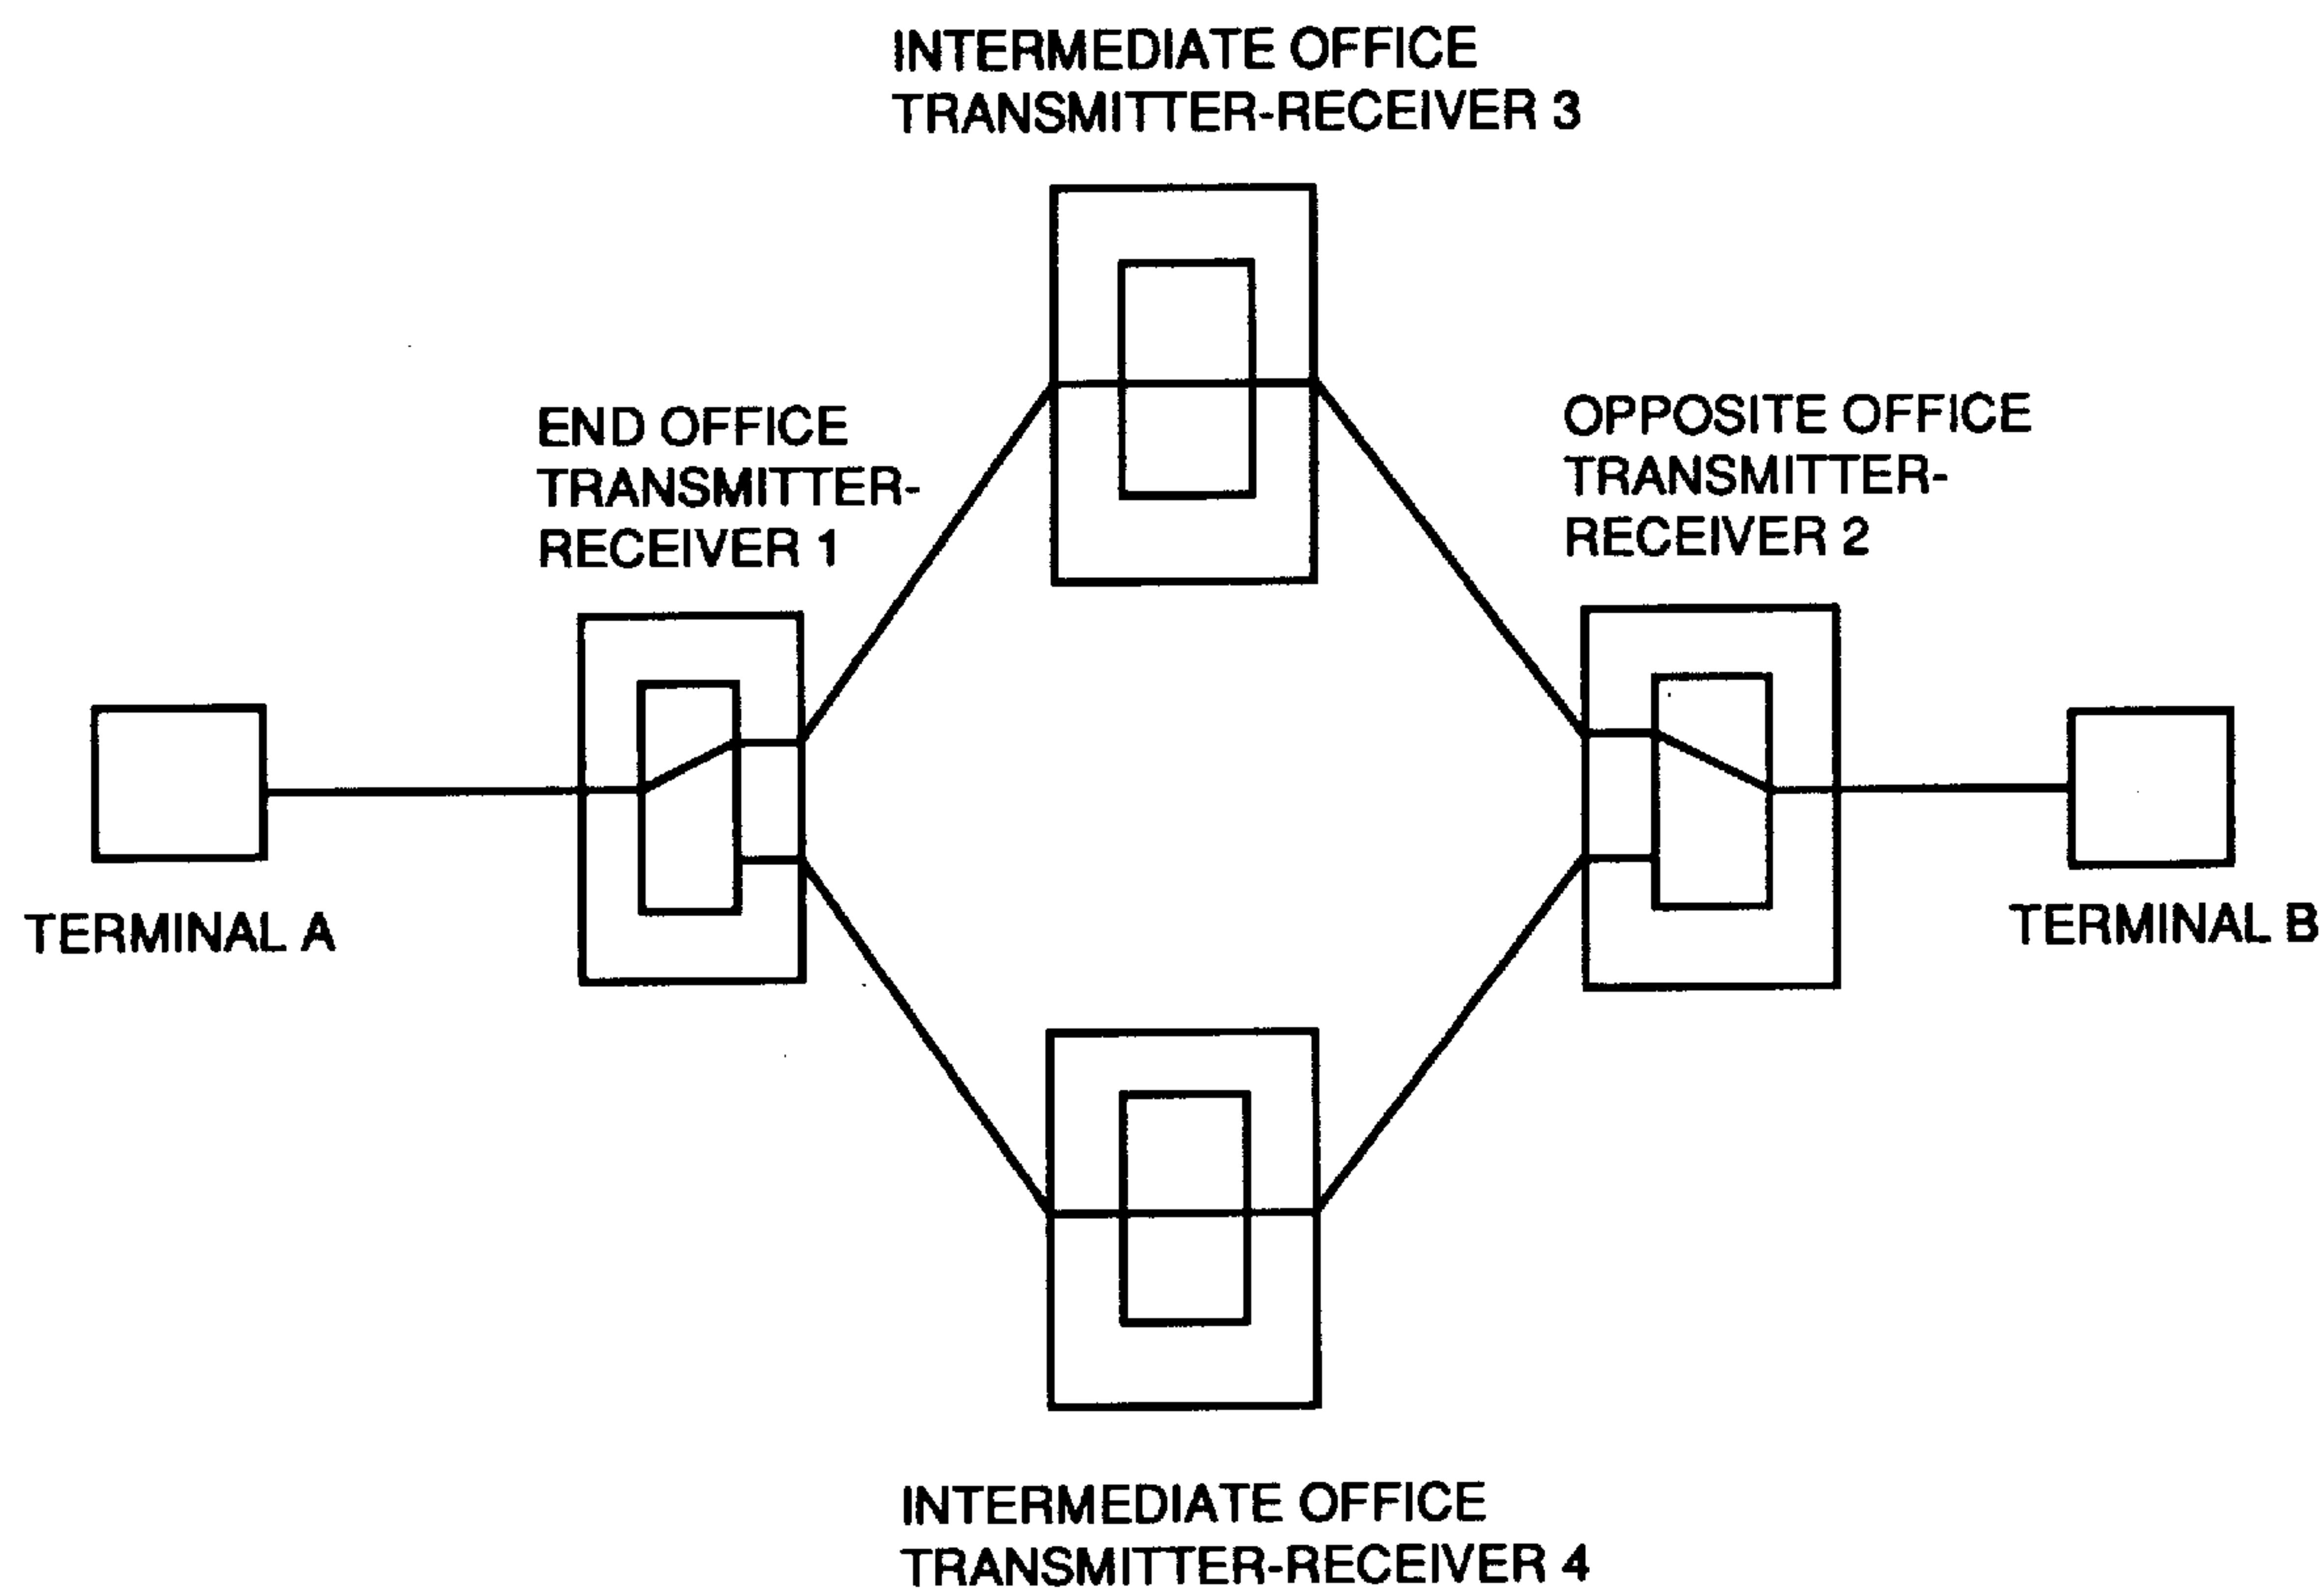 INTERMEDIATE OFFICE
TRANSMITTER-RECEIVER 3
END OFFICE
TRANSMITTER-
RECEIVER 1
OPPOSITE OFFICE
TRANSMITTER-
RECEIVER 2
TERMINAL A
TERMINAL B
INTERMEDIATE OFFICE
TRANSMITTER-RECEIVER 4